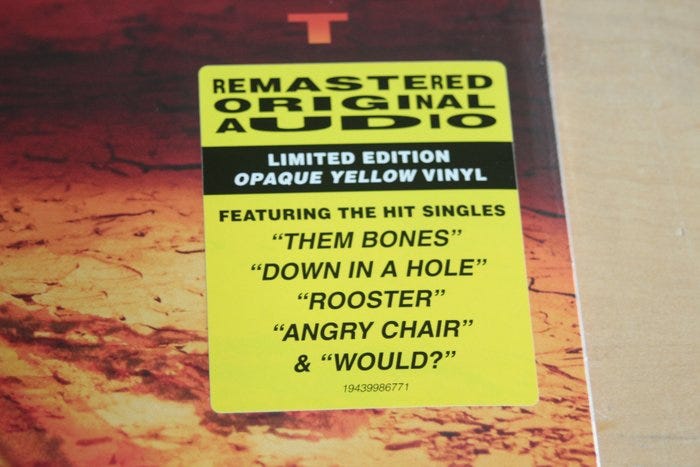 T
REMASTERED
ORIGINAL
AUDIO
LIMITED EDITION
OPAQUE YELLOW VINYL
FEATURING THE HIT SINGLES
“THEM BONES”
“DOWN IN A HOLE”
“ROOSTER”
“ANGRY CHAIR”
& “WOULD?”
19439986771